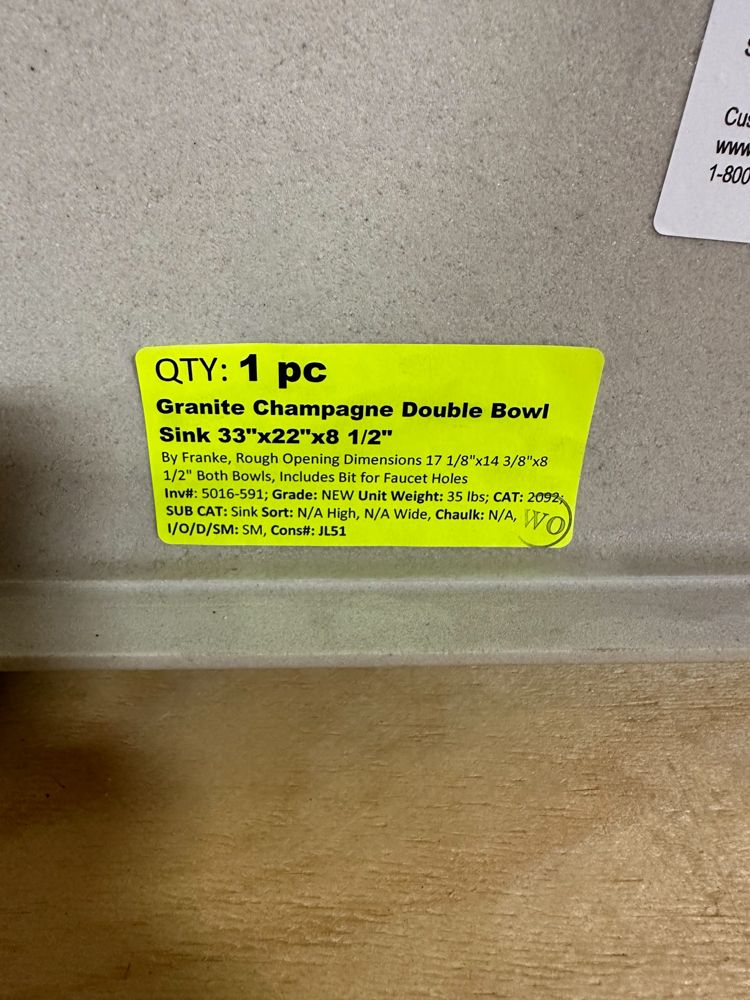 Cus
www
1-800
QTY: 1 pc
Granite Champagne Double Bowl
Sink 33"x22"x8 1/2"
By Franke, Rough Opening Dimensions 17 1/8"x14 3/8"x8
1/2" Both Bowls, Includes Bit for Faucet Holes
Inv#: 5016-591; Grade: NEW Unit Weight: 35 lbs; CAT: 2092;
SUB CAT: Sink Sort: N/A High, N/A Wide, Chaulk: N/A,
I/O/D/SM: SM, Cons#: JL51
WO